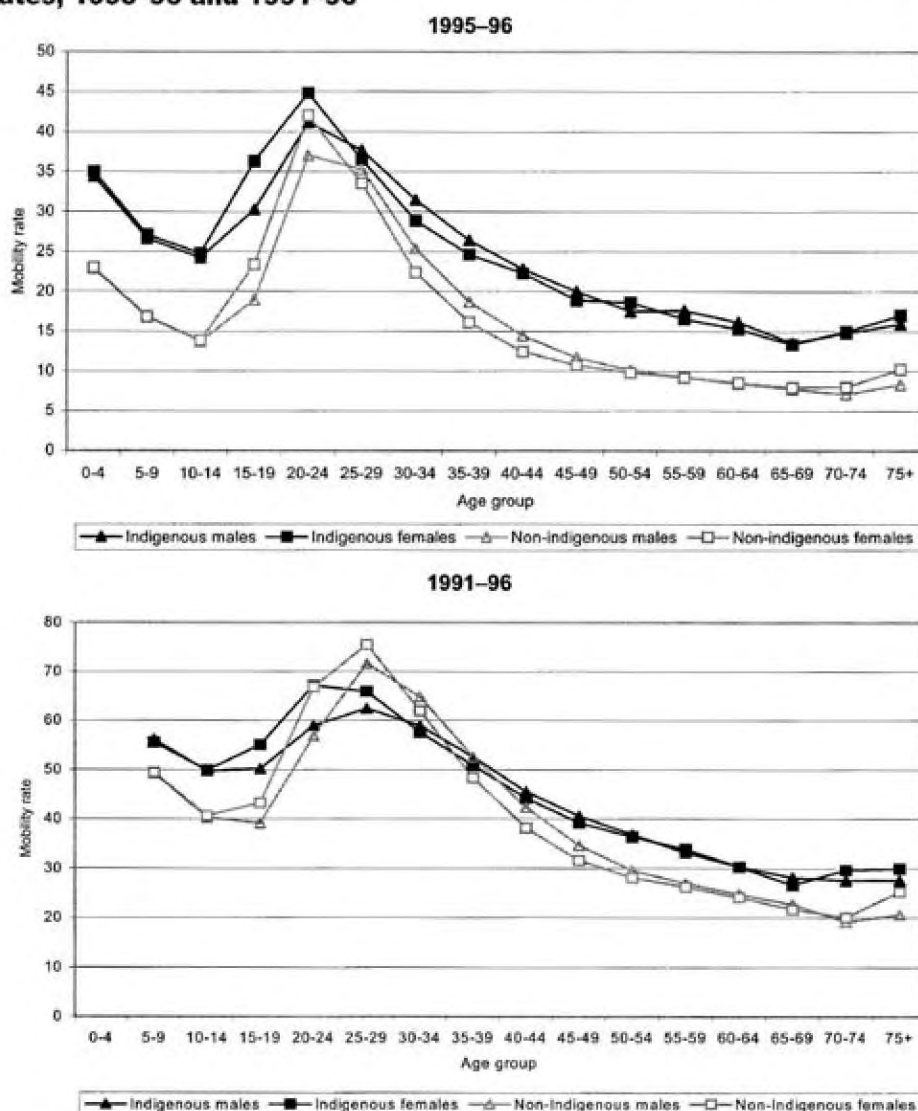 1995–96
50
45
40
35
30
25
20
15
10
5
0
Mobility rate
0-4 5-9 10-14 15-19 20-24 25-29 30-34 35-39 40-44 45-49 50-54 55-59 60-64 65-69 70-74 75+
Age group
Indigenous males Indigenous females Non-indigenous males Non-indigenous females
1991–96
80
70
60
50
40
30
20
10
0
Mobility rate
0-4 5-9 10-14 15-19 20-24 25-29 30-34 35-39 40-44 45-49 50-54 55-59 60-64 65-69 70-74 75+
Age group
Indigenous males Indigenous females Non-Indigenous males Non-Indigenous females